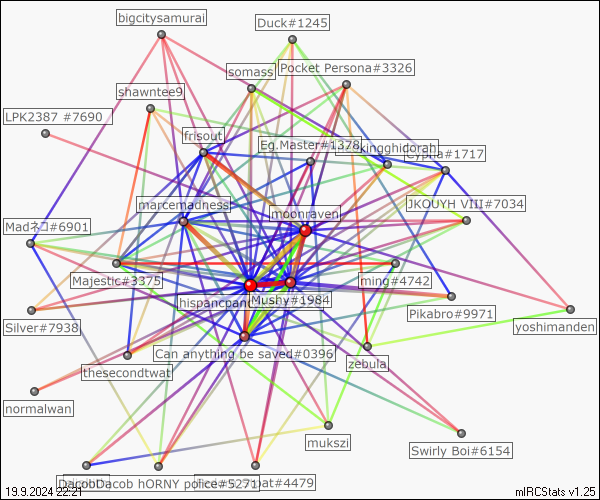 bigcitysamurai
Duck#1245
somass
Pocket Persona#3326
shawntee9
LPK2387 #7690
frisout
Eg.Master#1378
kingghidorah
Cypha#1717
marcemadness
moonraven
JKOUYH VIII#7034
Madネコ#6901
Majestic#3375
ming#4742
hispanicpan
Mushy#1984
Pikabro#9971
Silver#7938
yoshimanden
Can anything be saved#0396
thesecondtwat
zebula
normalwan
mukszi
Swirly Boi#6154
Dacob hORNY police#5271
at#4479
19.9.2024 22:21
mIRCStats v1.25